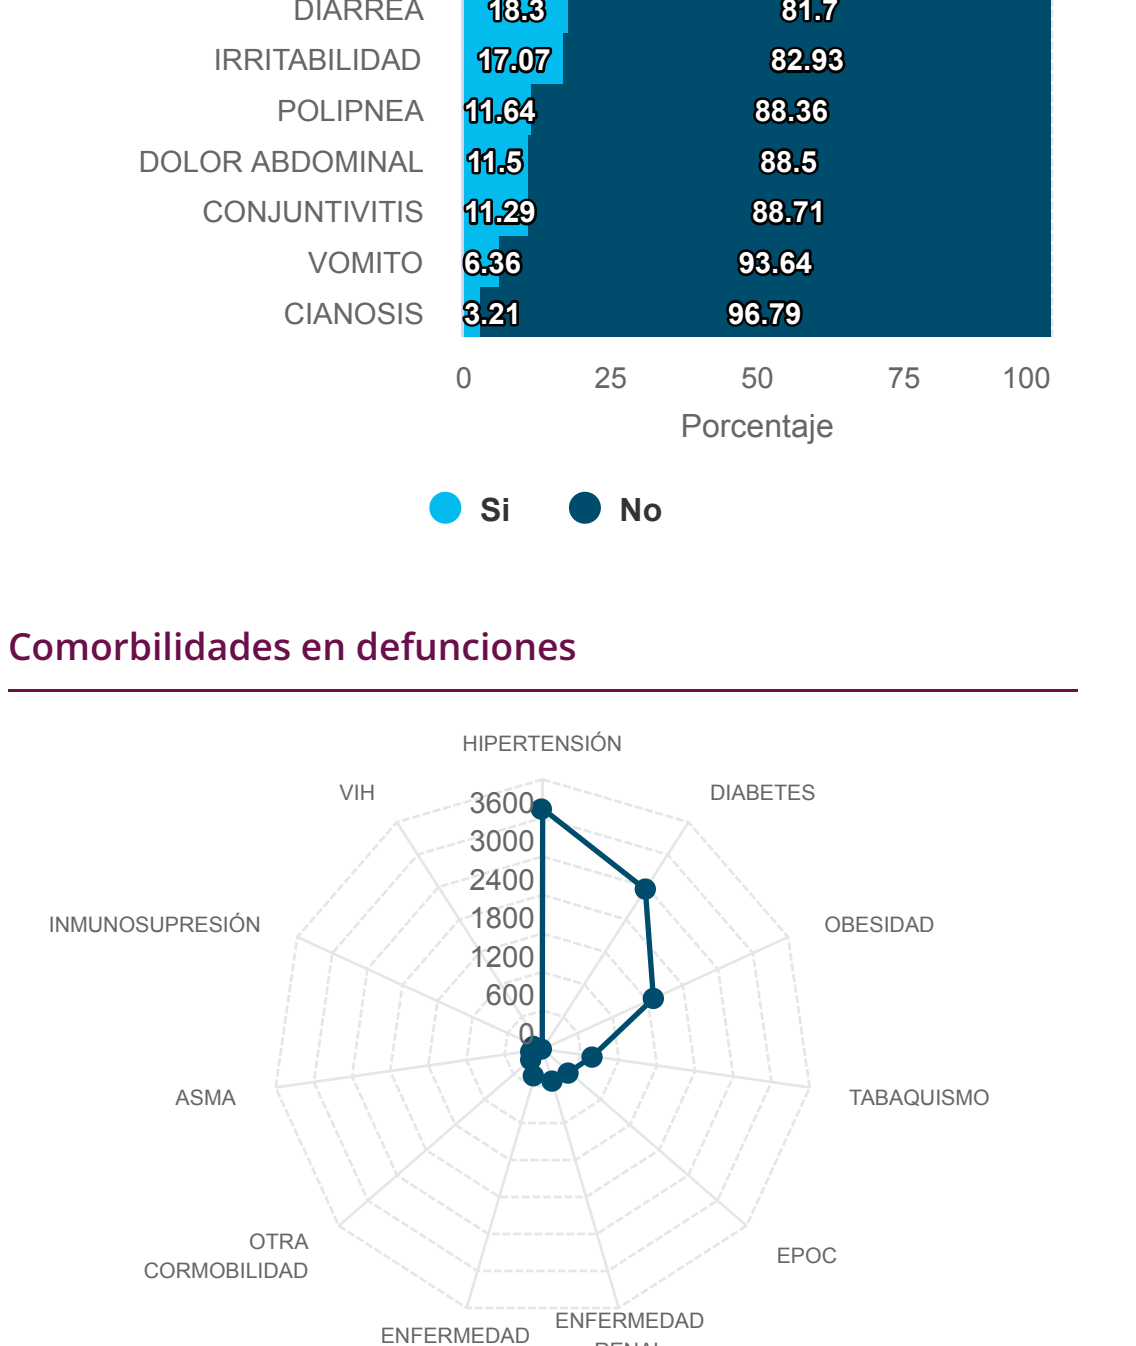 DIARREA 18.3 81.7
IRRITABILIDAD 17.07 82.93
POLIPNEA 11.64 88.36
DOLOR ABDOMINAL 11.5 88.5
CONJUNTIVITIS 11.29 88.71
VOMITO 6.36 93.64
CIANOSIS 3.21 96.79
0 25 50 75 100
Porcentaje
Si No
Comorbilidades en defunciones
HIPERTENSIÓN
VIH
DIABETES
3600
3000
2400
1800
1200
600
0
INMUNOSUPRESIÓN
OBESIDAD
ASMA
TABAQUISMO
OTRA
CORMOBILIDAD
EPOC
ENFERMEDAD
ENFERMEDAD
RENAL